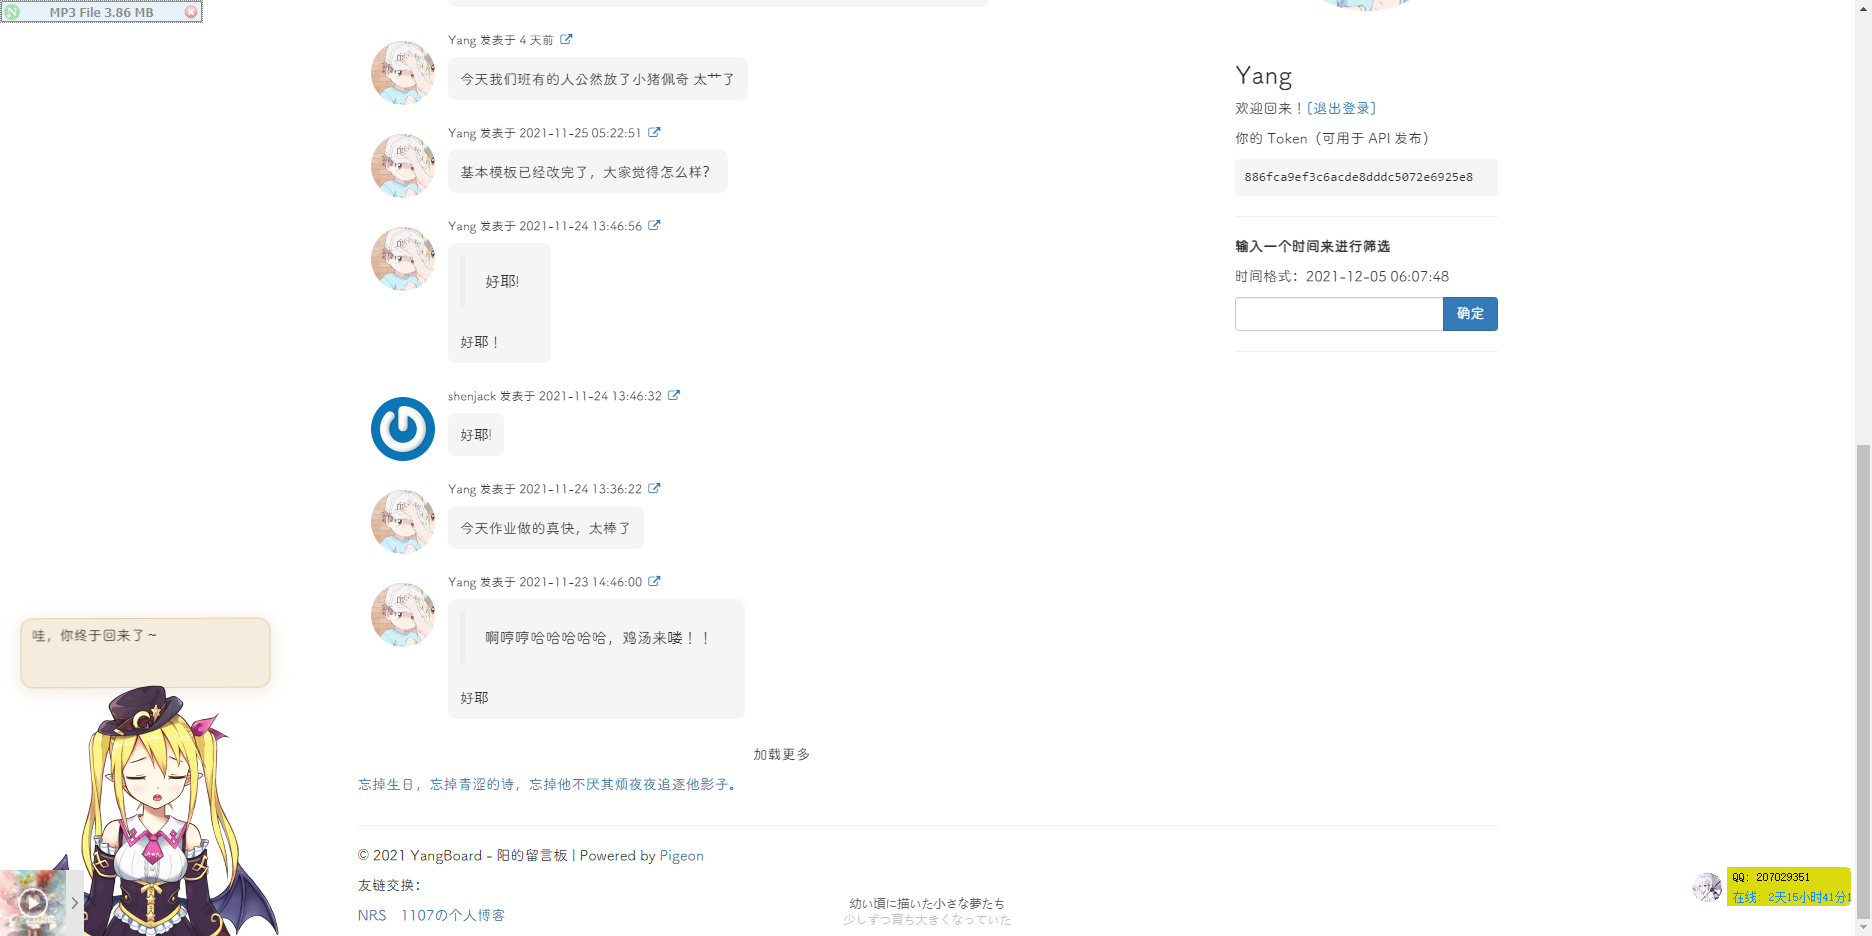 MP3 File 3.86 MB
Yang 发表于 4 天前
今天我们班有的人公然放了小猪佩奇 太艹了
Yang 发表于 2021-11-25 05:22:51
基本模板已经改完了，大家觉得怎么样？
Yang 发表于 2021-11-24 13:46:56
好耶!
好耶！
shenjack 发表于 2021-11-24 13:46:32
好耶!
Yang 发表于 2021-11-24 13:36:22
今天作业做的真快，太棒了
Yang 发表于 2021-11-23 14:46:00
啊哼哼哈哈哈哈哈，鸡汤来喽！！
好耶
加载更多
忘掉生日，忘掉青涩的诗，忘掉他不厌其烦夜夜追逐他影子。
© 2021 YangBoard - 阳的留言板 | Powered by Pigeon
友链交换：
NRS 1107の个人博客
Yang
欢迎回来！[退出登录]
你的 Token（可用于 API 发布）
886fca9ef3c6acde8dddc5072e6925e8
输入一个时间来进行筛选
时间格式：2021-12-05 06:07:48
确定
哇，你终于回来了～
幼い頃に描いた小さな夢たち
少しずつ育ち大きくなっていた
QQ: 207029351
在线: 2天15小时41分1